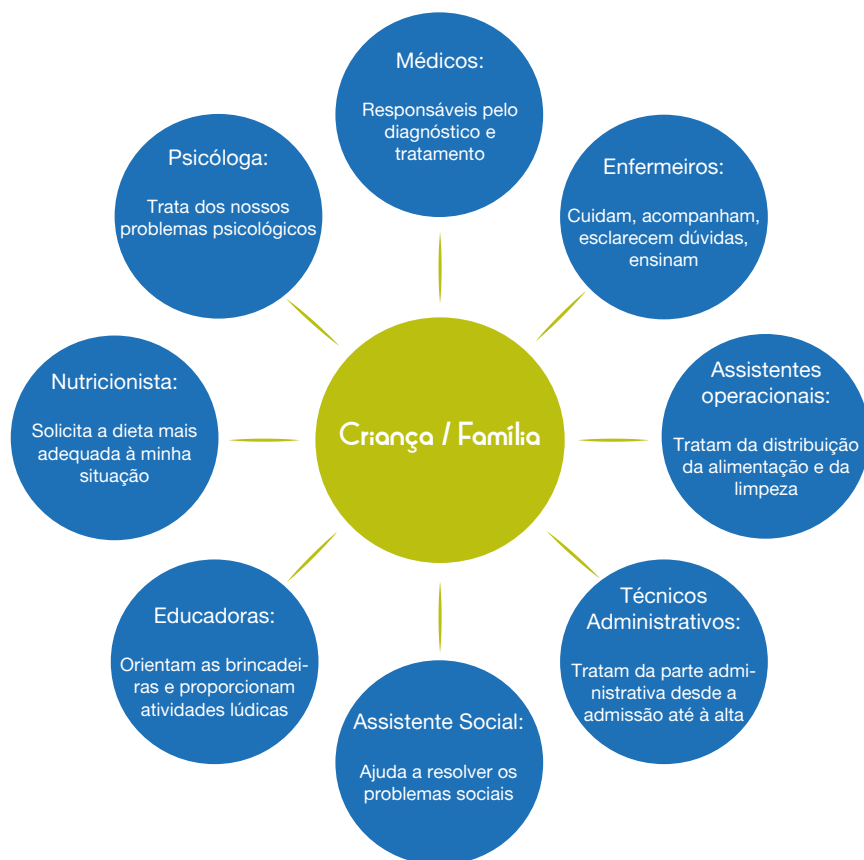 Médicos:
Responsáveis pelo
diagnóstico e
tratamento
Enfermeiros:
Cuidam, acompanham,
esclarecem dúvidas,
ensinam
Assistentes
operacionais:
Tratam da distribuição
da alimentação e da
limpeza
Técnicos
Administrativos:
Tratam da parte admi-
nistrativa desde a
admissão até à alta
Assistente Social:
Ajuda a resolver os
problemas sociais
Educadoras:
Orientam as brincadei-
ras e proporcionam
atividades lúdicas
Nutricionista:
Solicita a dieta mais
adequada à minha
situação
Psicóloga:
Trata dos nossos
problemas psicológicos
Criança / Família